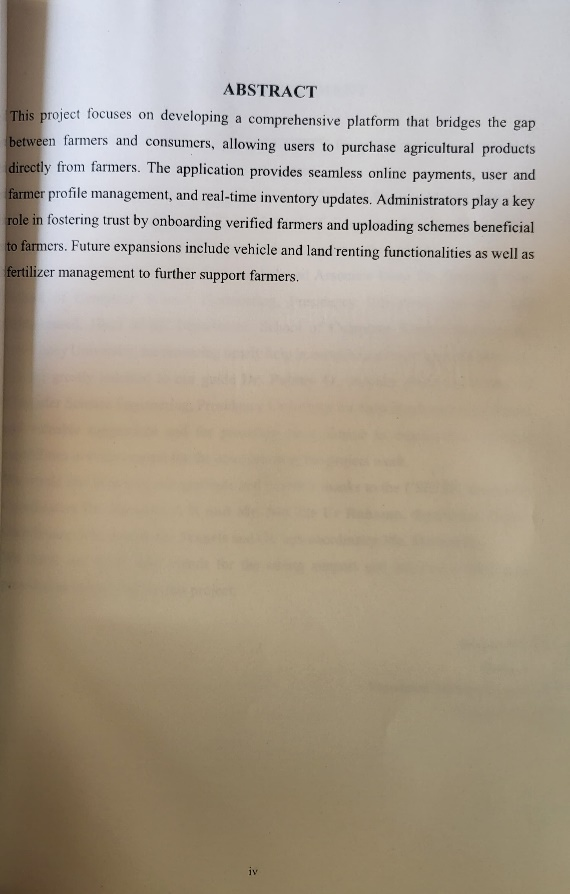 ABSTRACT
This project focuses on developing a comprehensive platform that bridges the gap
between farmers and consumers, allowing users to purchase agricultural products
directly from farmers. The application provides seamless online payments, user and
farmer profile management, and real-time inventory updates. Administrators play a key
role in fostering trust by onboarding verified farmers and uploading schemes beneficial
to farmers. Future expansions include vehicle and land renting functionalities as well as
fertilizer management to further support farmers.
iv